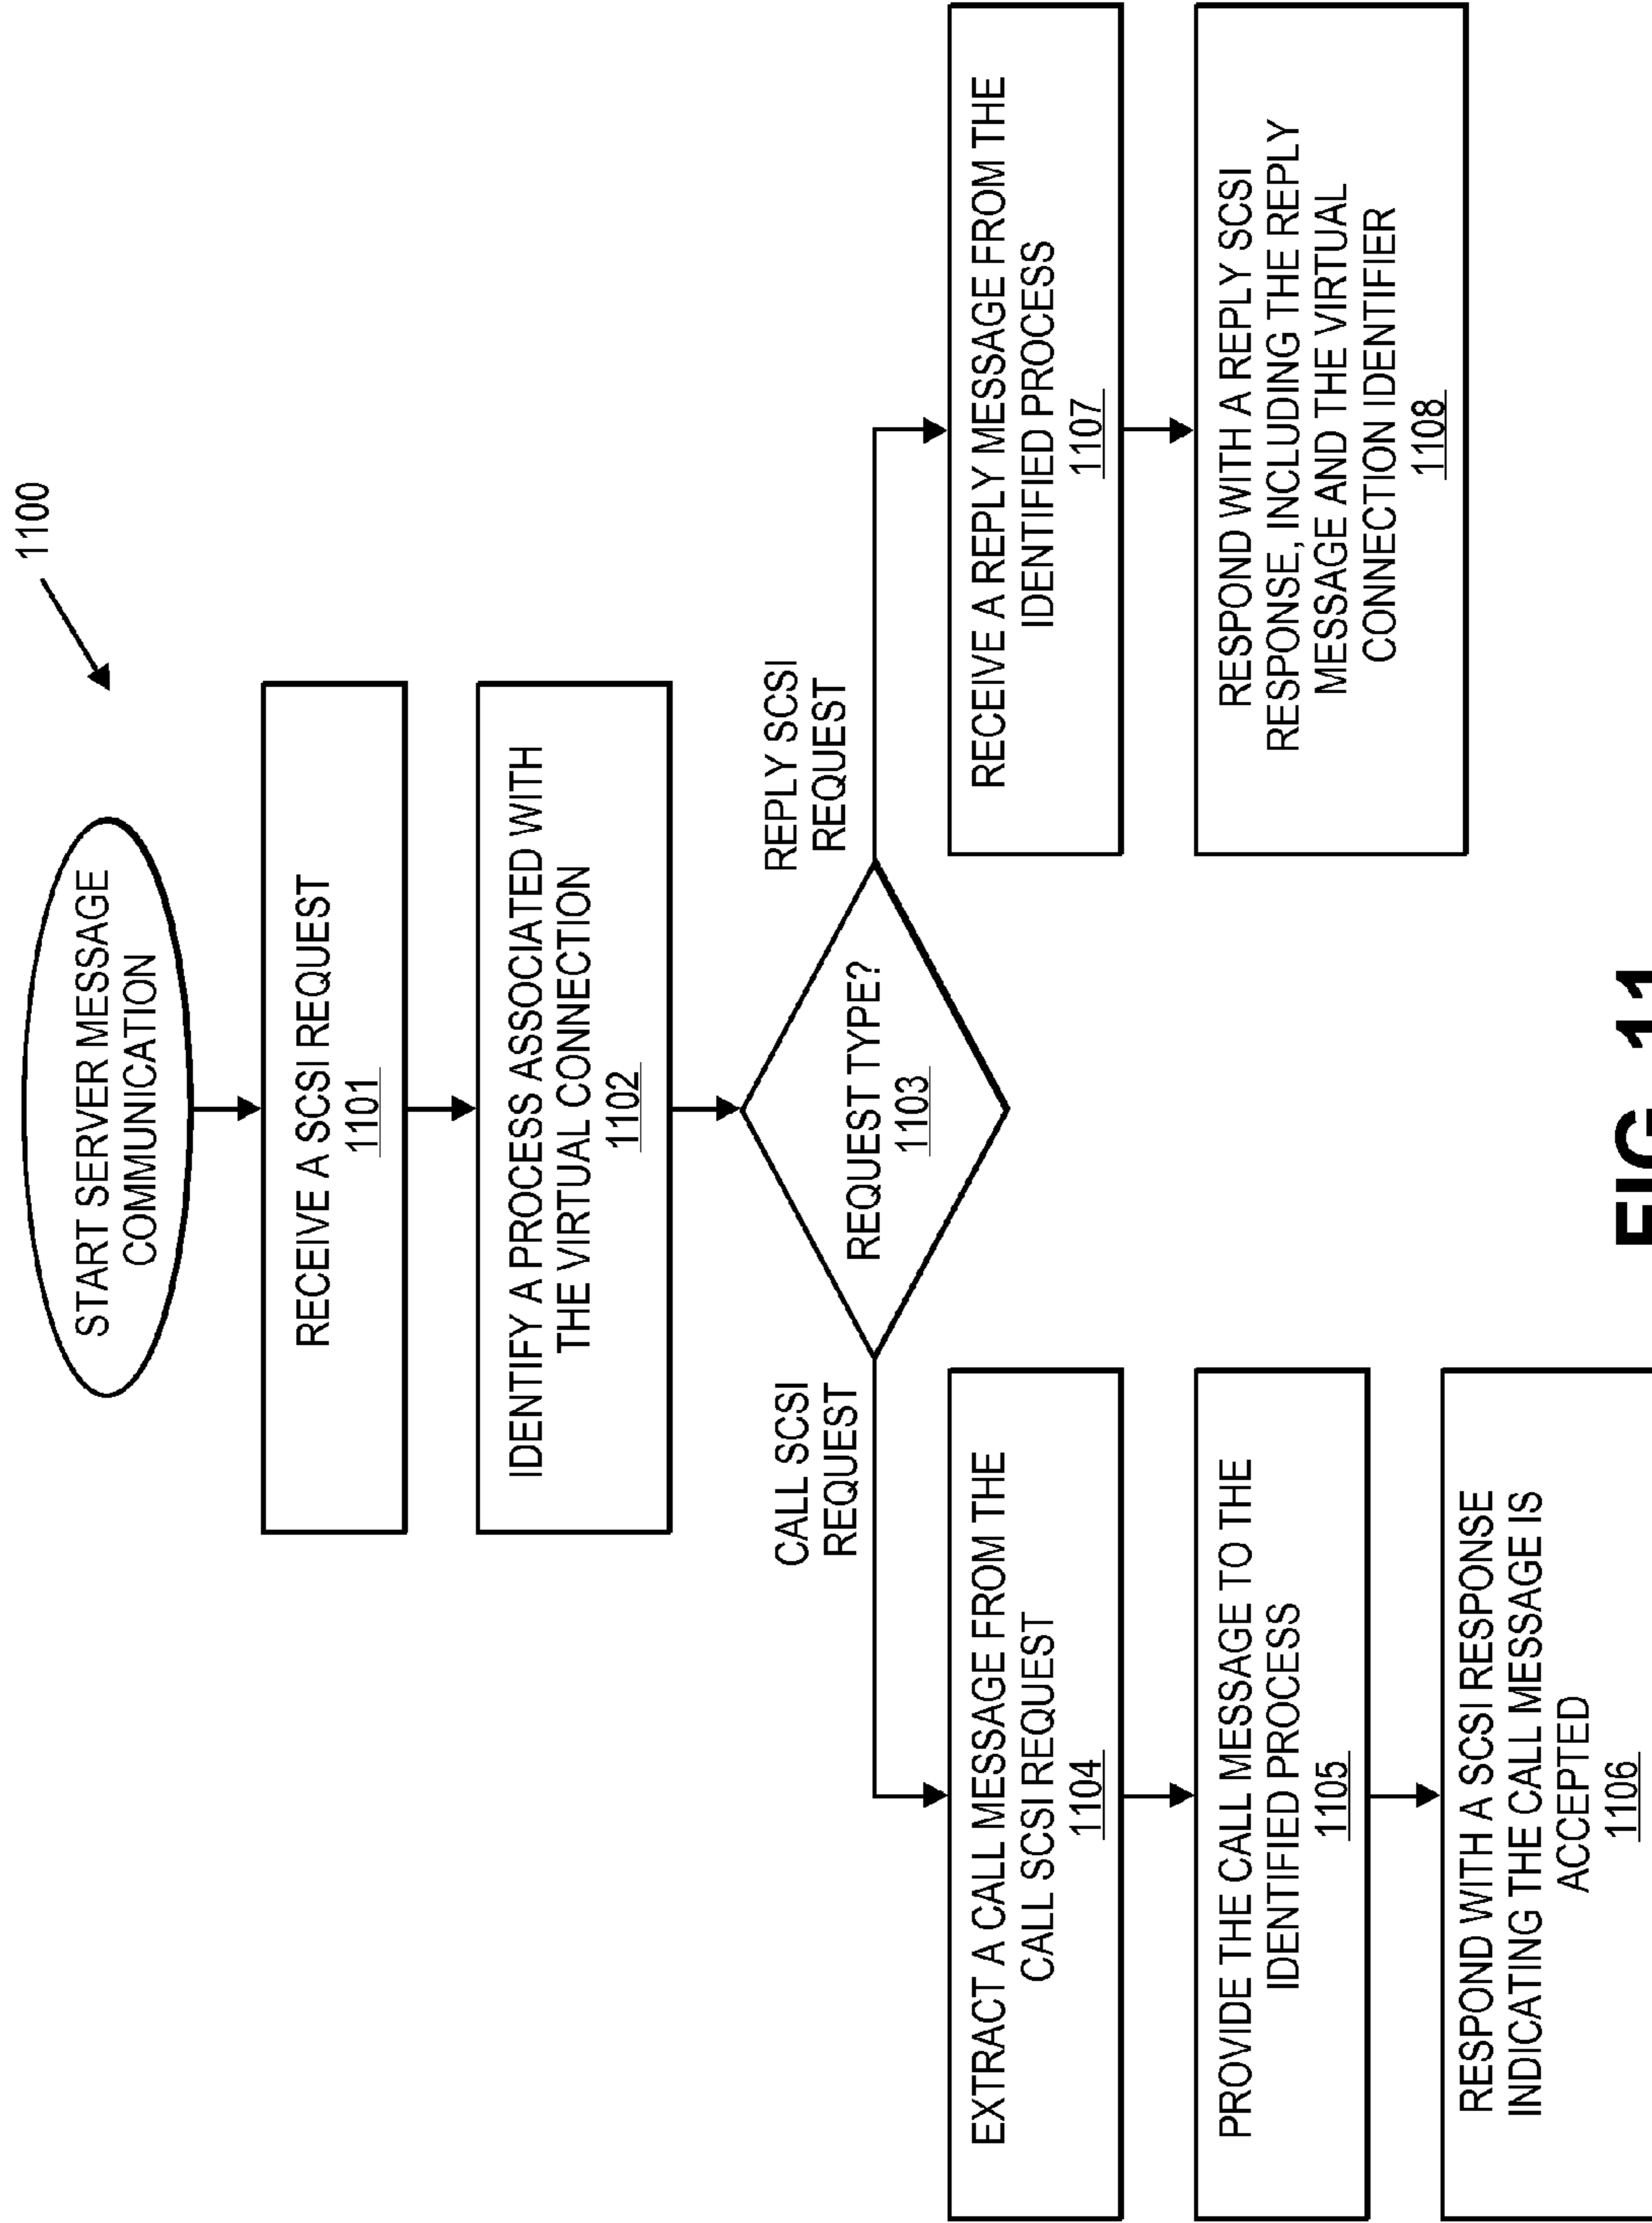 1100
START SERVER MESSAGE
COMMUNICATION
RECEIVE A SCSI REQUEST
1101
IDENTIFY A PROCESS ASSOCIATED WITH
THE VIRTUAL CONNECTION
1102
REQUEST TYPE?
1103
CALL SCSI
REQUEST
REPLY SCSI
REQUEST
EXTRACT A CALL MESSAGE FROM THE
CALL SCSI REQUEST
1104
PROVIDE THE CALL MESSAGE TO THE
IDENTIFIED PROCESS
1105
RESPOND WITH A SCSI RESPONSE
INDICATING THE CALL MESSAGE IS
ACCEPTED
1106
RECEIVE A REPLY MESSAGE FROM THE
IDENTIFIED PROCESS
1107
RESPOND WITH A REPLY SCSI
RESPONSE, INCLUDING THE REPLY
MESSAGE AND THE VIRTUAL
CONNECTION IDENTIFIER
1108
FIG. 11